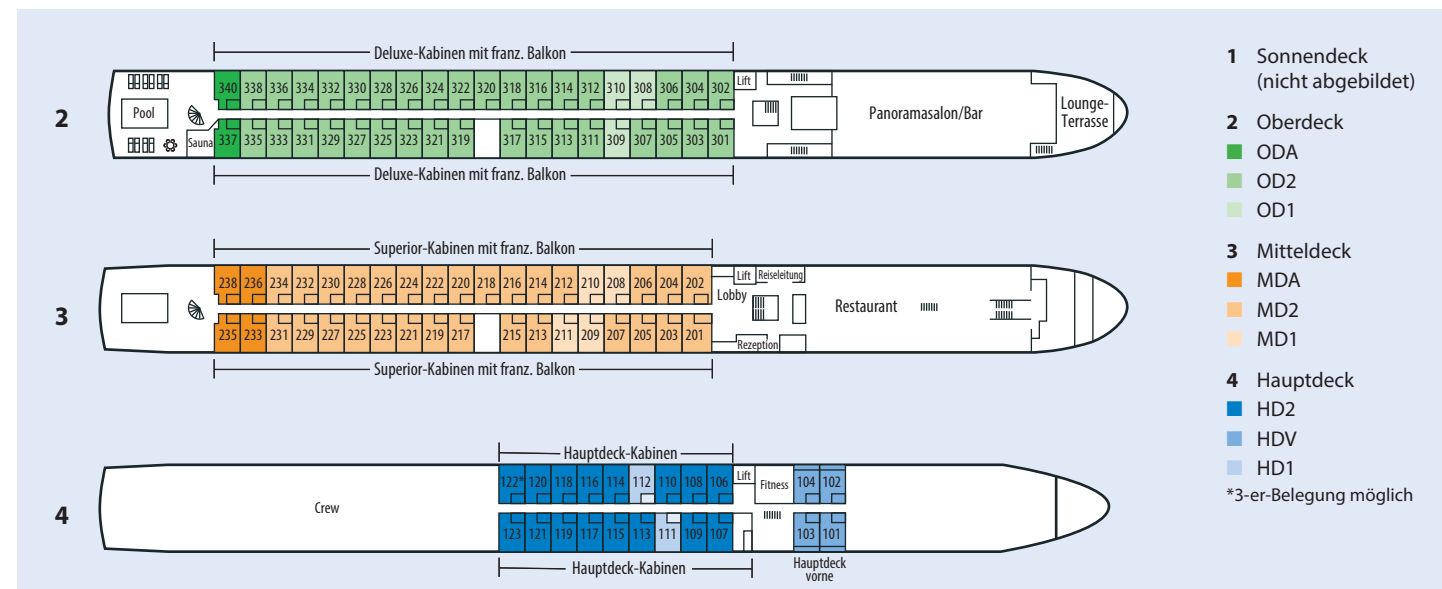 Deluxe-Kabinen mit franz. Balkon
2
Pool
Sauna
340 338 336 334 332 330 328 326 324 322 320 318 316 314 312 310 308 306 304 302
337 335 333 331 329 327 325 323 321 319 317 315 313 311 309 307 305 303 301
Lift
Panoramasalon/Bar
Lounge-
Terrasse
Deluxe-Kabinen mit franz. Balkon
Superior-Kabinen mit franz. Balkon
3
238 236 234 232 230 228 226 224 222 220 218 216 214 212 210 208 206 204 202
235 233 231 229 227 225 223 221 219 217 215 213 211 209 207 205 203 201
Lift
Reiseleitung
Lobby
Rezeption
Restaurant
Superior-Kabinen mit franz. Balkon
Hauptdeck-Kabinen
4
Crew
122* 120 118 116 114 112 110 108 106
123 121 119 117 115 113 111 109 107
Lift
Fitness
104 102
103 101
Hauptdeck-Kabinen
Hauptdeck
vorne
1 Sonnendeck
(nicht abgebildet)
2 Oberdeck
ODA
OD2
OD1
3 Mitteldeck
MDA
MD2
MD1
4 Hauptdeck
HD2
HDV
HD1
*3-er-Belegung möglich